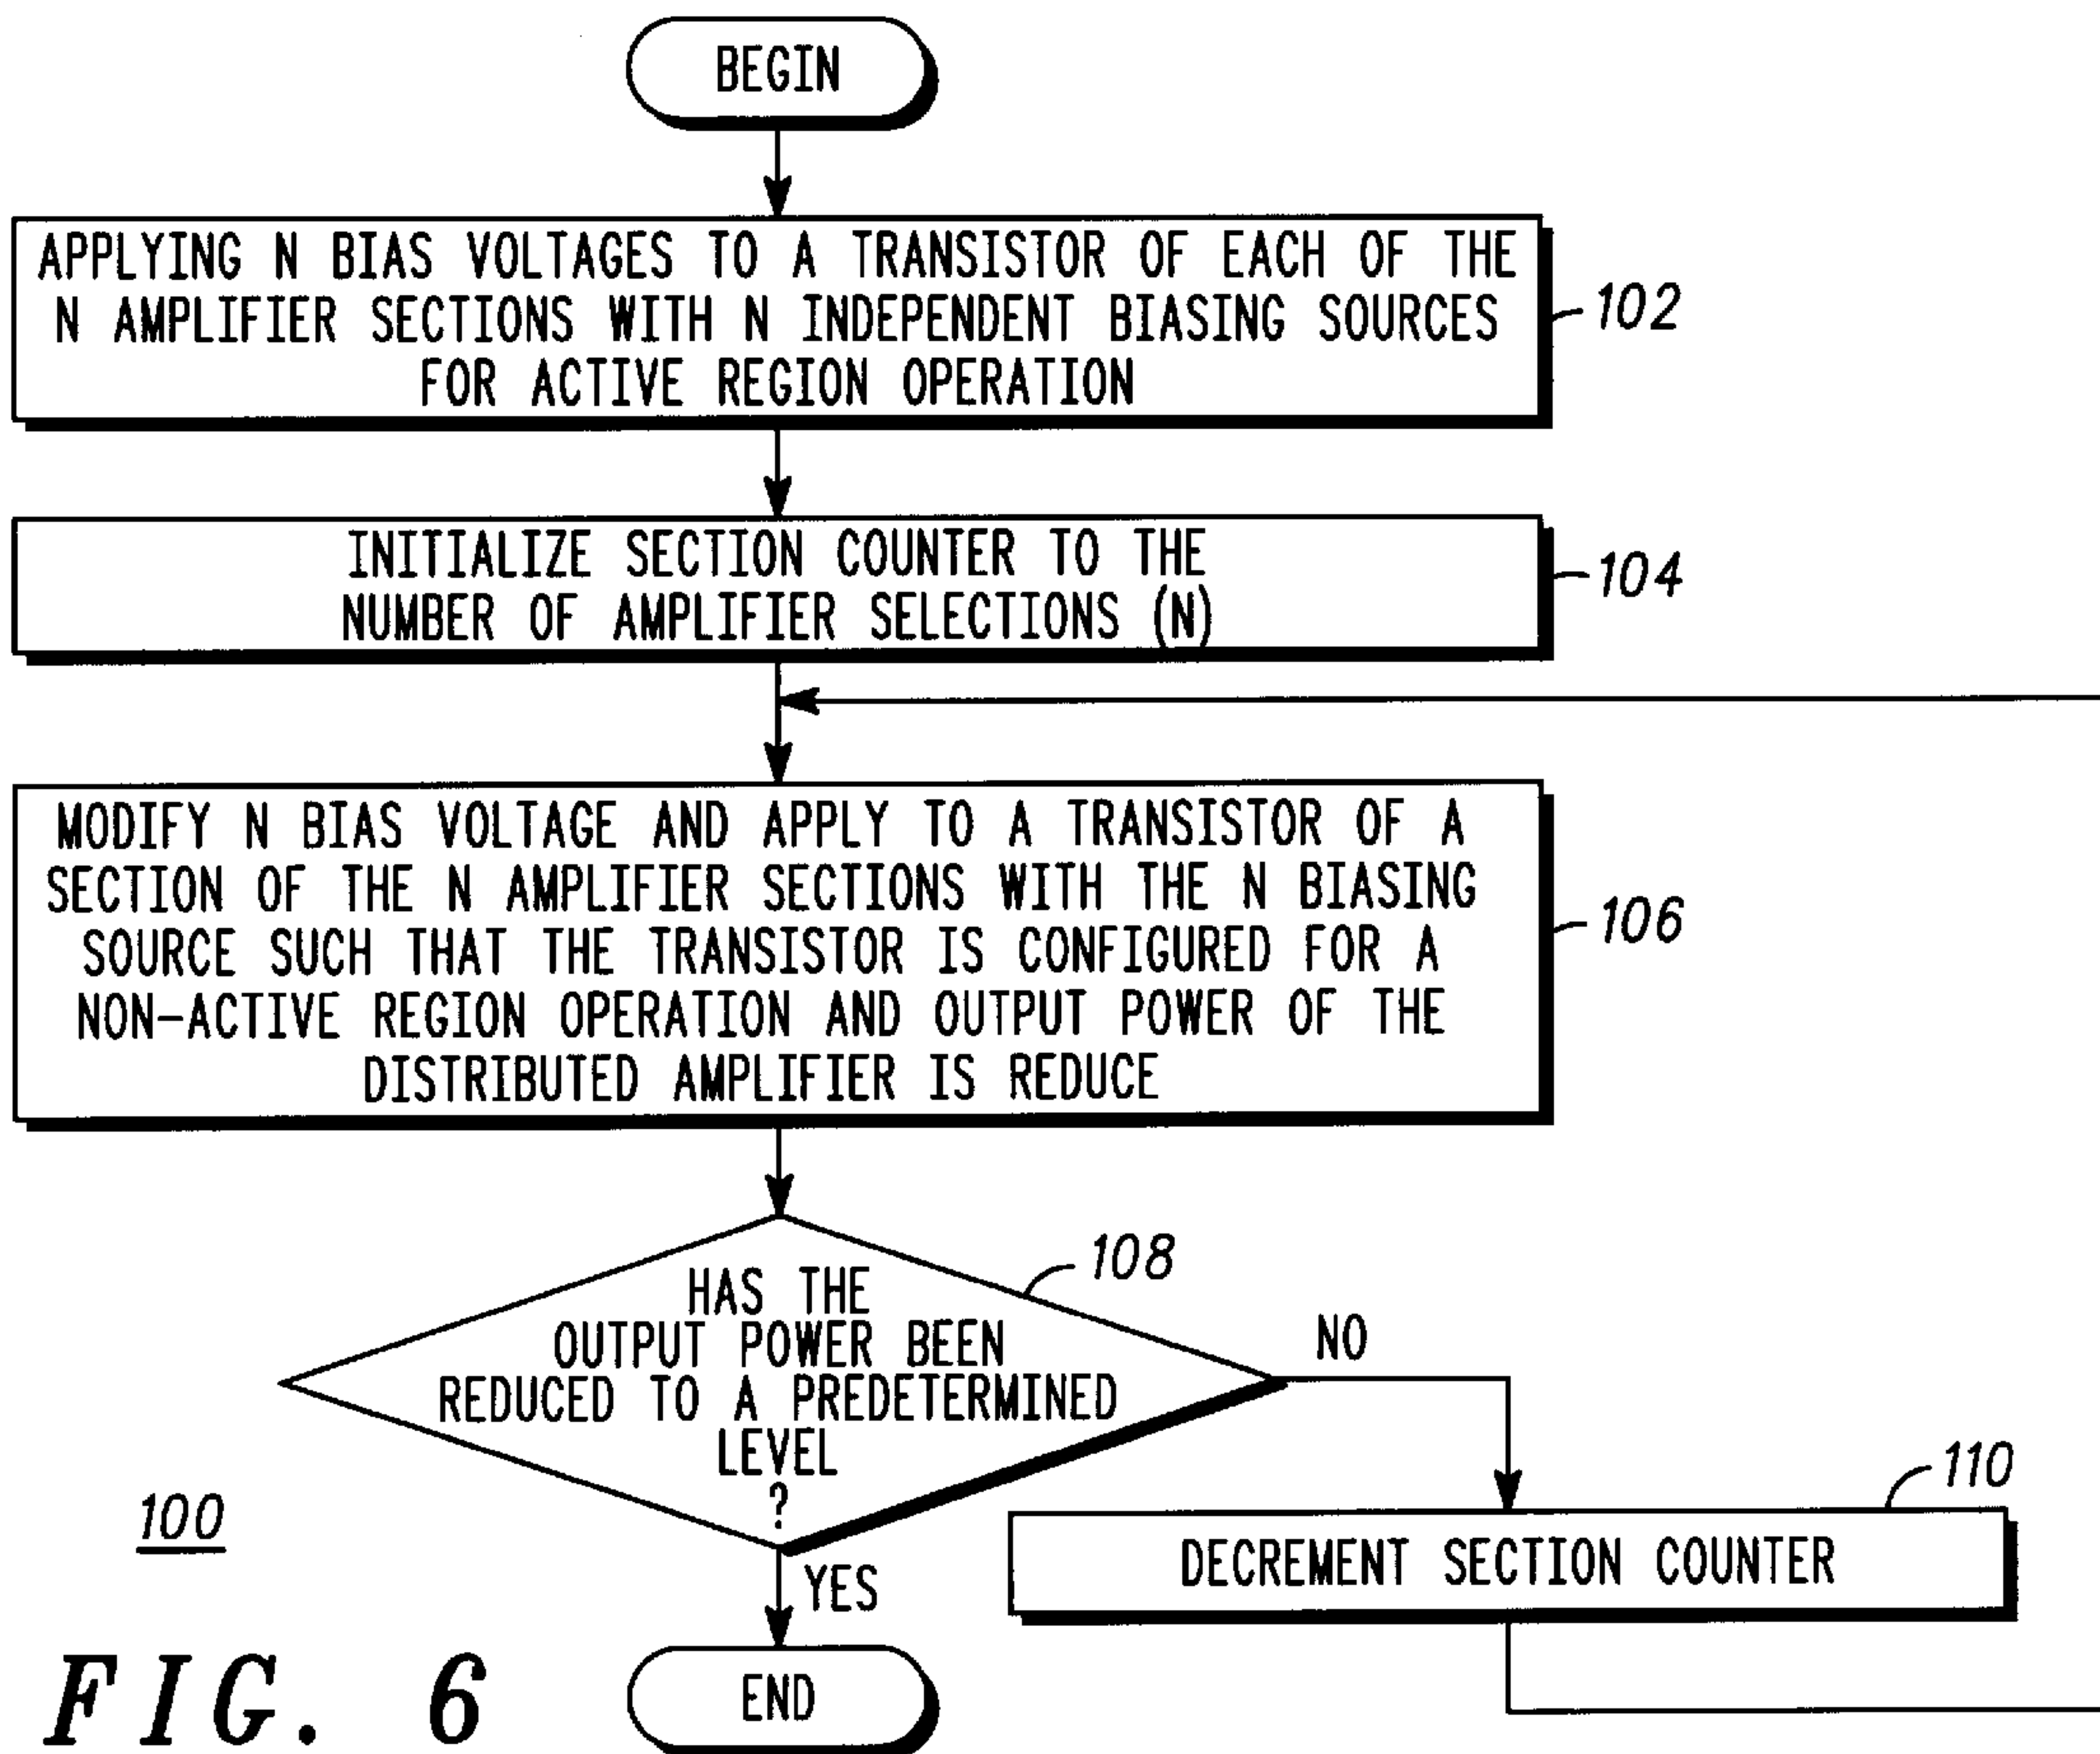 BEGIN
APPLYING N BIAS VOLTAGES TO A TRANSISTOR OF EACH OF THE
N AMPLIFIER SECTIONS WITH N INDEPENDENT BIASING SOURCES
FOR ACTIVE REGION OPERATION
102
INITIALIZE SECTION COUNTER TO THE
NUMBER OF AMPLIFIER SELECTIONS (N)
104
MODIFY N BIAS VOLTAGE AND APPLY TO A TRANSISTOR OF A
SECTION OF THE N AMPLIFIER SECTIONS WITH THE N BIASING
SOURCE SUCH THAT THE TRANSISTOR IS CONFIGURED FOR A
NON-ACTIVE REGION OPERATION AND OUTPUT POWER OF THE
DISTRIBUTED AMPLIFIER IS REDUCE
106
HAS THE
OUTPUT POWER BEEN
REDUCED TO A PREDETERMINED
LEVEL
?
108
NO
110
DECREMENT SECTION COUNTER
100
YES
END
FIG. 6